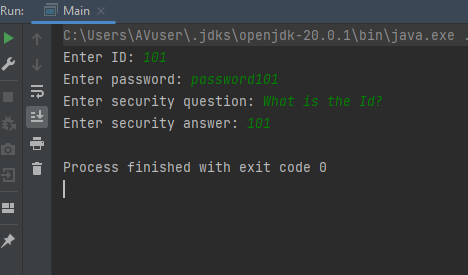 Run: Main ×
C:\Users\AVuser\.jdks\openjdk-20.0.1\bin\java.exe .
Enter ID: 101
Enter password: password101
Enter security question: What is the Id?
Enter security answer: 101
Process finished with exit code 0